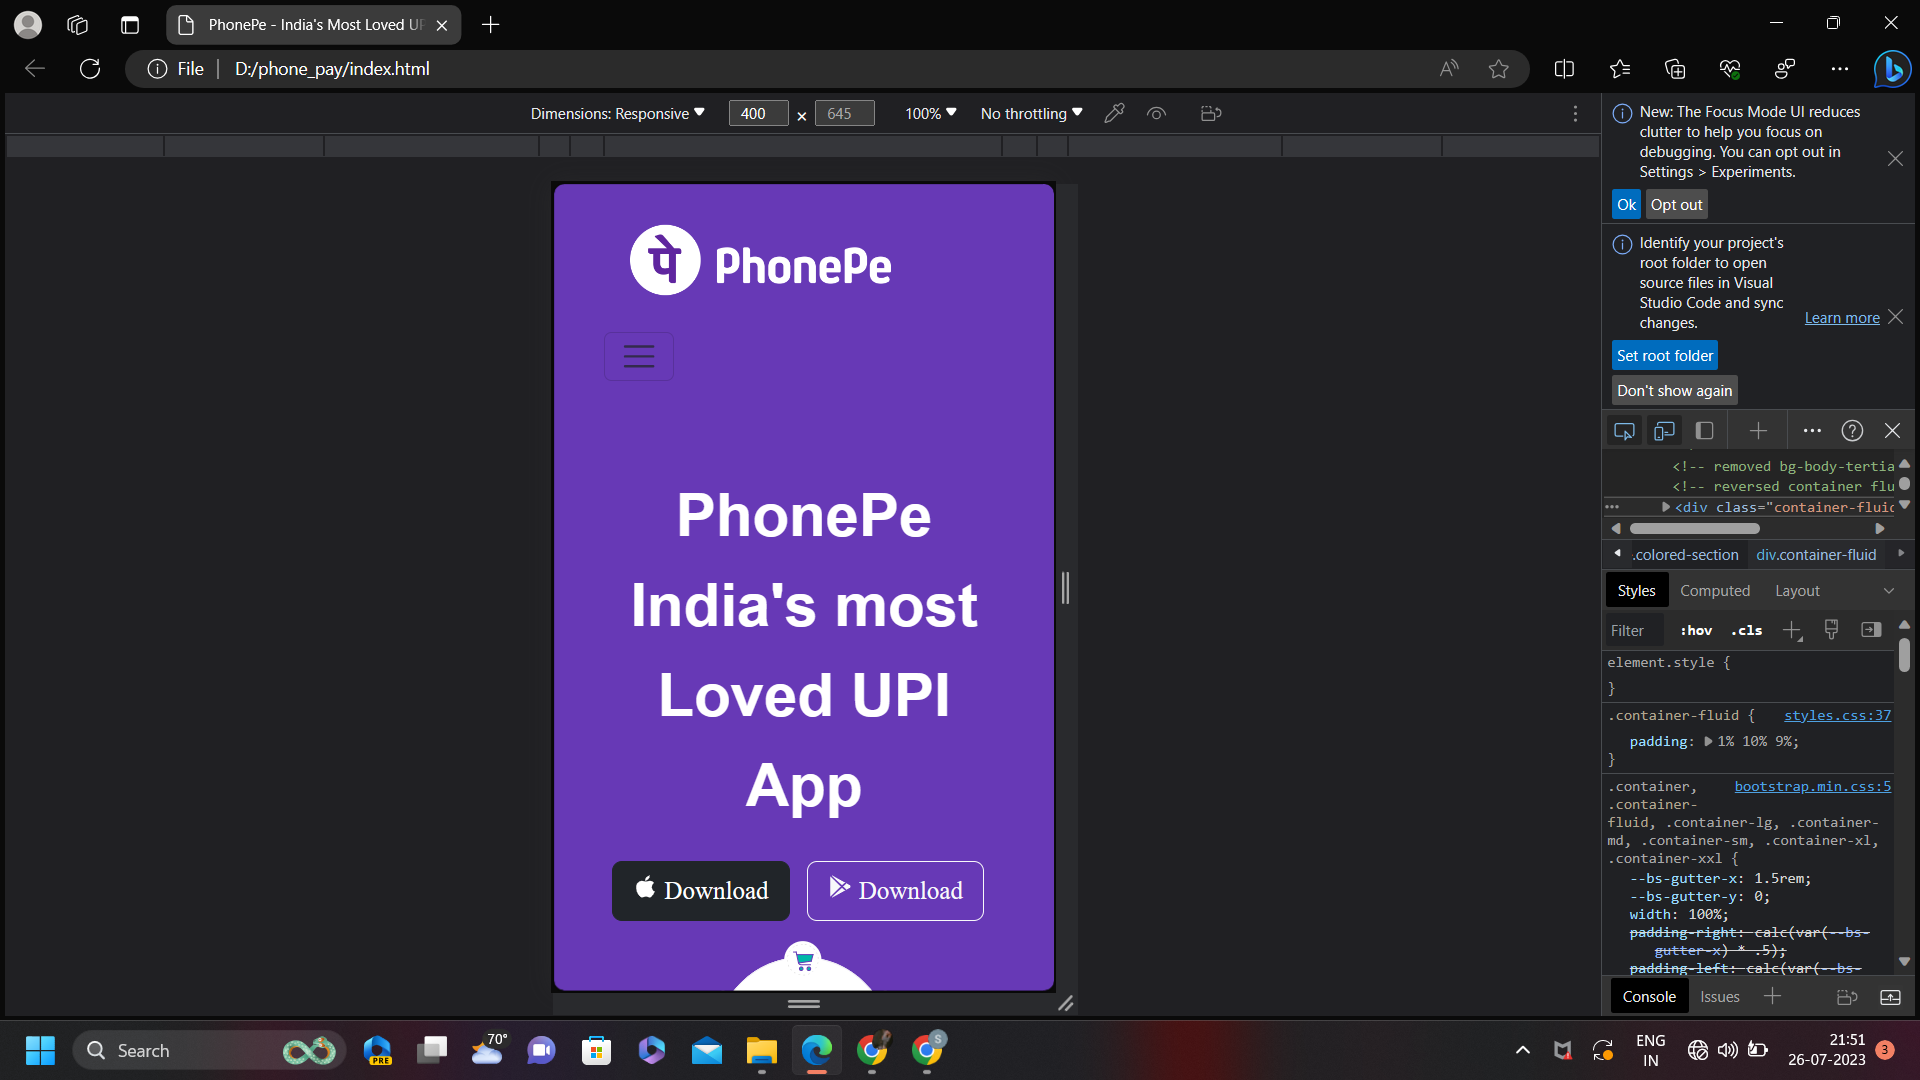 PhonePe - India's Most Loved UP
File
D:/phone_pay/index.html
Dimensions: Responsive
400 × 645
100%
No throttling
New: The Focus Mode UI reduces
clutter to help you focus on
debugging. You can opt out in
Settings > Experiments.
Ok
Opt out
Identify your project's
root folder to open
source files in Visual
Studio Code and sync
changes.
Learn more
Set root folder
Don't show again
<!-- removed bg-body-tertia
<!-- reversed container flu
<div class="container-fluid
.colored-section
div.container-fluid
Styles
Computed
Layout
Filter
:hov
.cls
element.style {
}
.container-fluid {
styles.css:37
padding: 1% 10% 9%;
}
.container,
bootstrap.min.css:5
.container-
fluid, .container-lg, .container-
md, .container-sm, .container-xl,
.container-xxl {
--bs-gutter-x: 1.5rem;
--bs-gutter-y: 0;
width: 100%;
padding-right: calc(var(--bs-
gutter-x) * .5);
padding-left: calc(var(--bs-
Console
Issues
पे PhonePe
PhonePe
India's most
Loved UPI
App
Download
Download
Search
PRE
70°
S
ENG
IN
21:51
26-07-2023
3